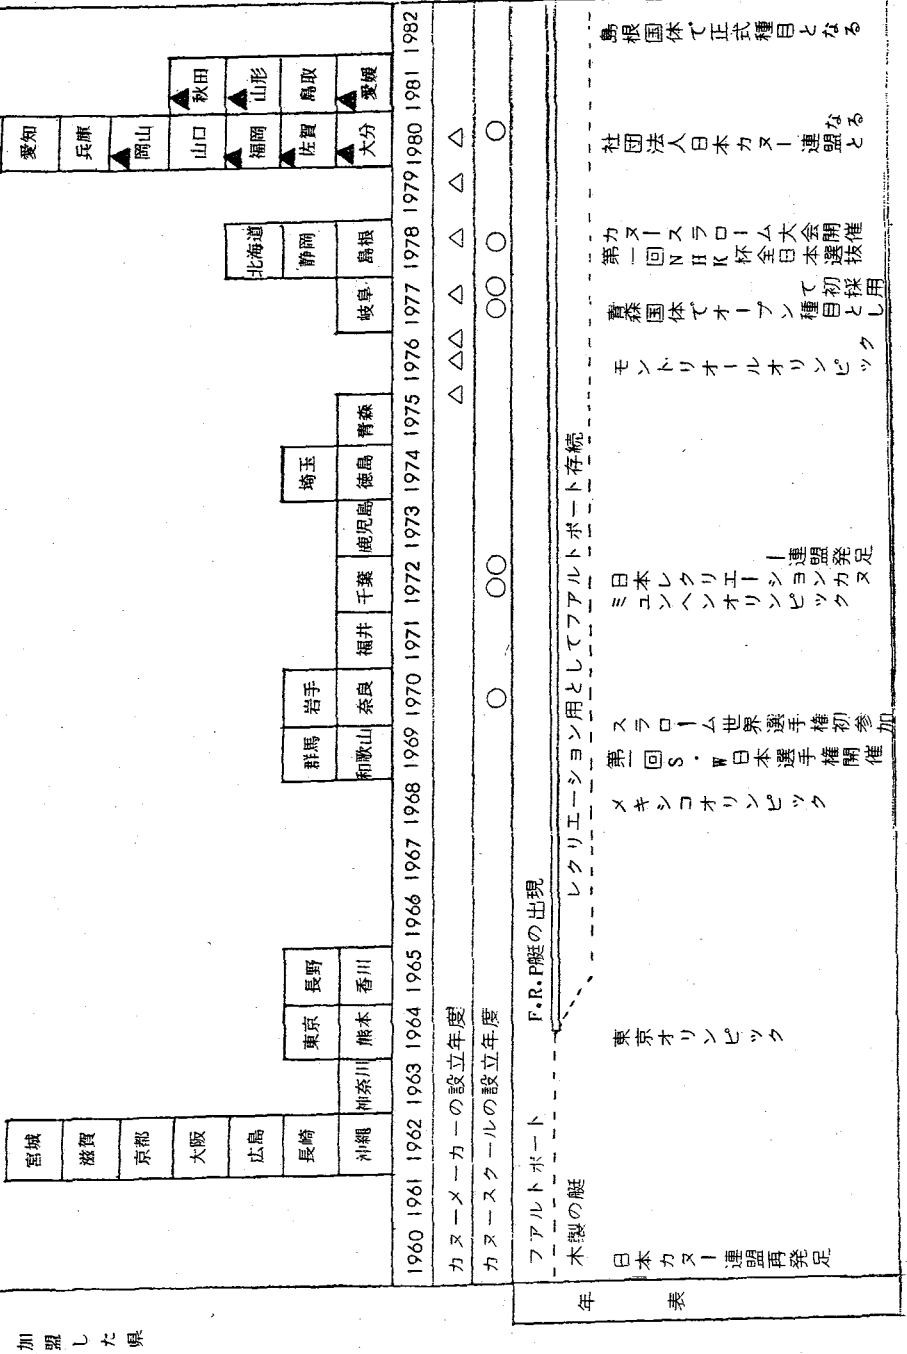 加盟した県
宮城
滋賀
京都
大阪
広島
長崎
沖縄
神奈川
東京
熊本
長野
香川
群馬
和歌山
岩手
奈良
福井
千葉
鹿児島
埼玉
徳島
青森
岐阜
北海道
静岡
島根
愛知
兵庫
▲岡山
山口
▲福岡
▲佐賀
▲大分
▲秋田
▲山形
鳥取
▲愛媛
1960 1961 1962 1963 1964 1965 1966 1967 1968 1969 1970 1971 1972 1973 1974 1975 1976 1977 1978 1979 1980 1981 1982
カヌーメーカーの設立年度 △ △△ △ △ △ △
カヌースクールの設立年度 ○ ○○ ○○ ○ ○
年表
フアルトボート
木製の艇
F.R.P艇の出現
レクリエーション用としてフアルトボート存続
日本カヌー連盟再発足
東京オリンピック
メキシコオリンピック
第一回S・W日本選手権開催
スラローム世界選手権初参加
ミュンヘンオリンピック
日本レクリエーションカヌー連盟発足
モントリオールオリンピック
青森国体でオープン種目として初採用
第一回NHK杯全日本選抜
カヌースラローム大会開催
社団法人日本カヌー連盟となる
島根国体で正式種目となる